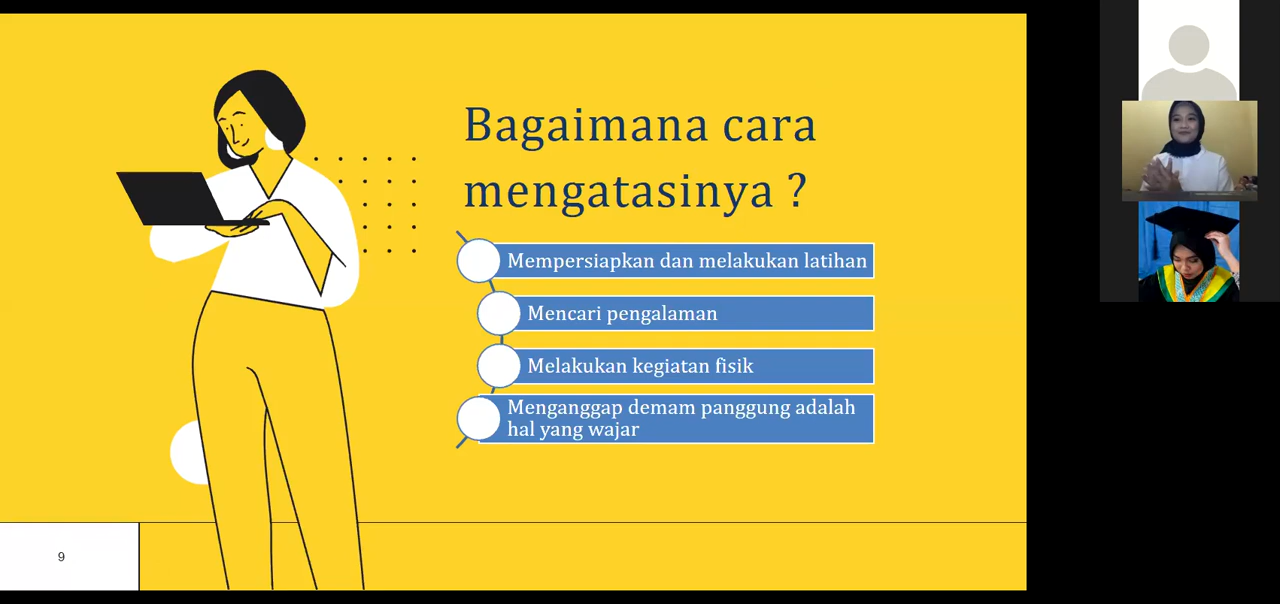 Bagaimana cara
mengatasinya ?
Mempersiapkan dan melakukan latihan
Mencari pengalaman
Melakukan kegiatan fisik
Menganggap demam panggung adalah
hal yang wajar
9